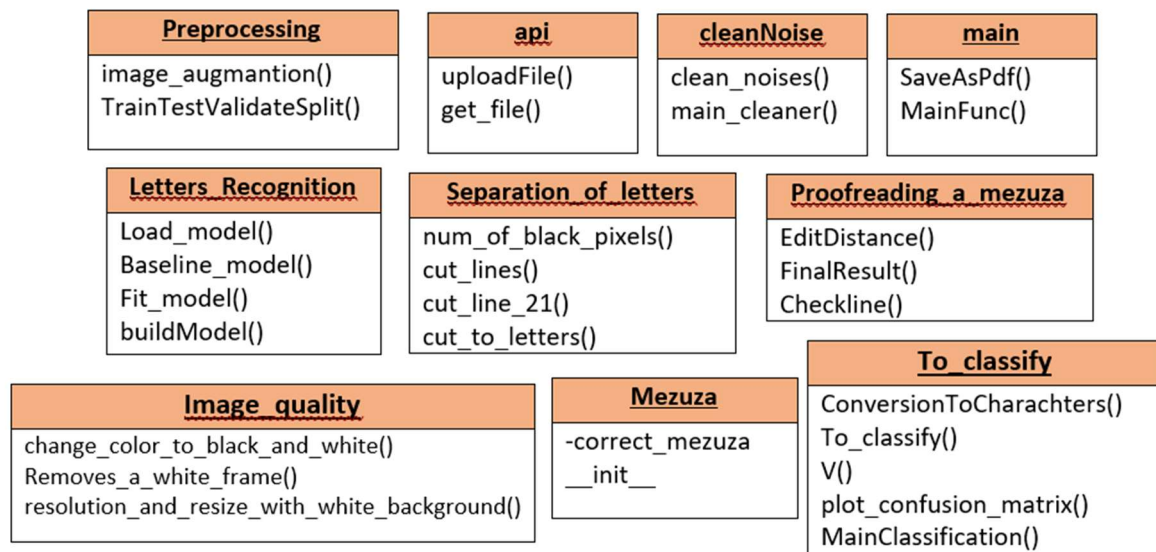 Preprocessing
image_augmantion()
TrainTestValidateSplit()
api
uploadFile()
get_file()
cleanNoise
clean_noises()
main_cleaner()
main
SaveAsPdf()
MainFunc()
Letters_Recognition
Load_model()
Baseline_model()
Fit_model()
buildModel()
Separation_of_letters
num_of_black_pixels()
cut_lines()
cut_line_21()
cut_to_letters()
Proofreading_a_mezuza
EditDistance()
FinalResult()
Checkline()
Image_quality
change_color_to_black_and_white()
Removes_a_white_frame()
resolution_and_resize_with_white_background()
Mezuza
-correct_mezuza
__init__
To_classify
ConversionToCharachters()
To_classify()
V()
plot_confusion_matrix()
MainClassification()